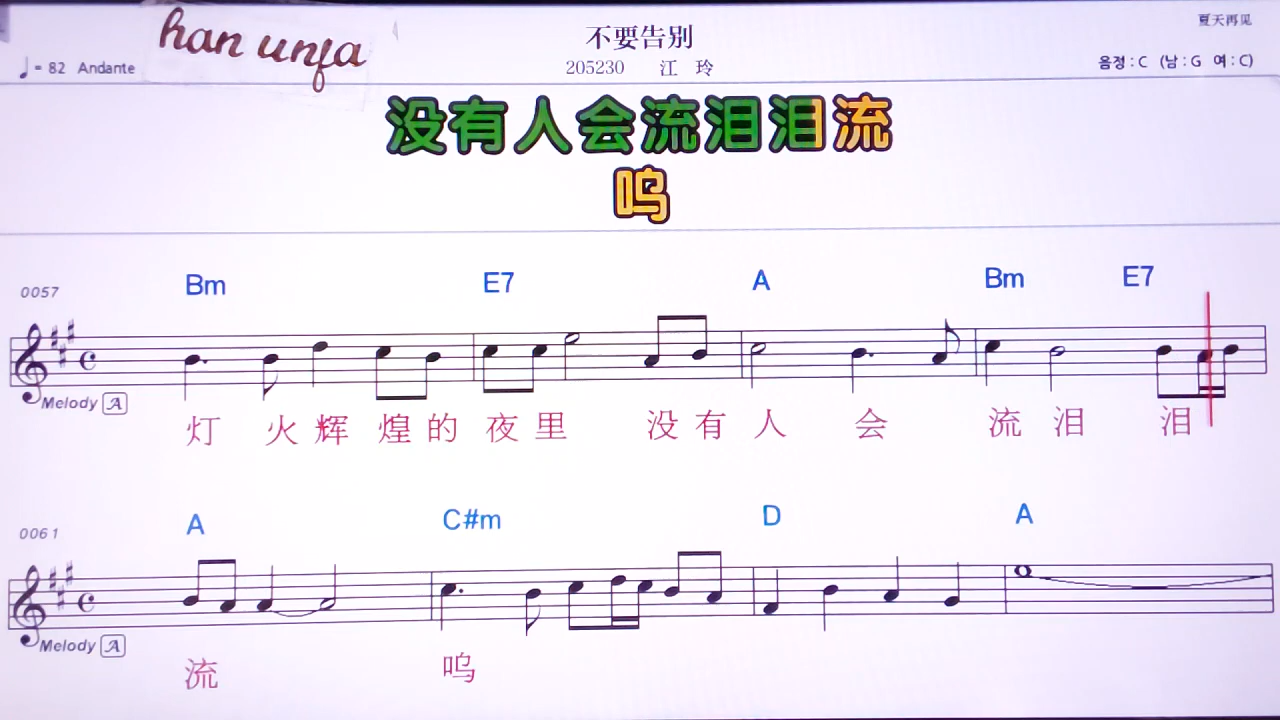 han unfa
不要告别
夏天再见
♩= 82 Andante
205230 江 玲
음정:C (남:G 여:C)
没有人会流泪泪流
呜
0057 Bm E7 A Bm E7
Melody A
灯 火 辉 煌 的 夜 里 没 有 人 会 流 泪 泪
0061 A C#m D A
Melody A
流 呜